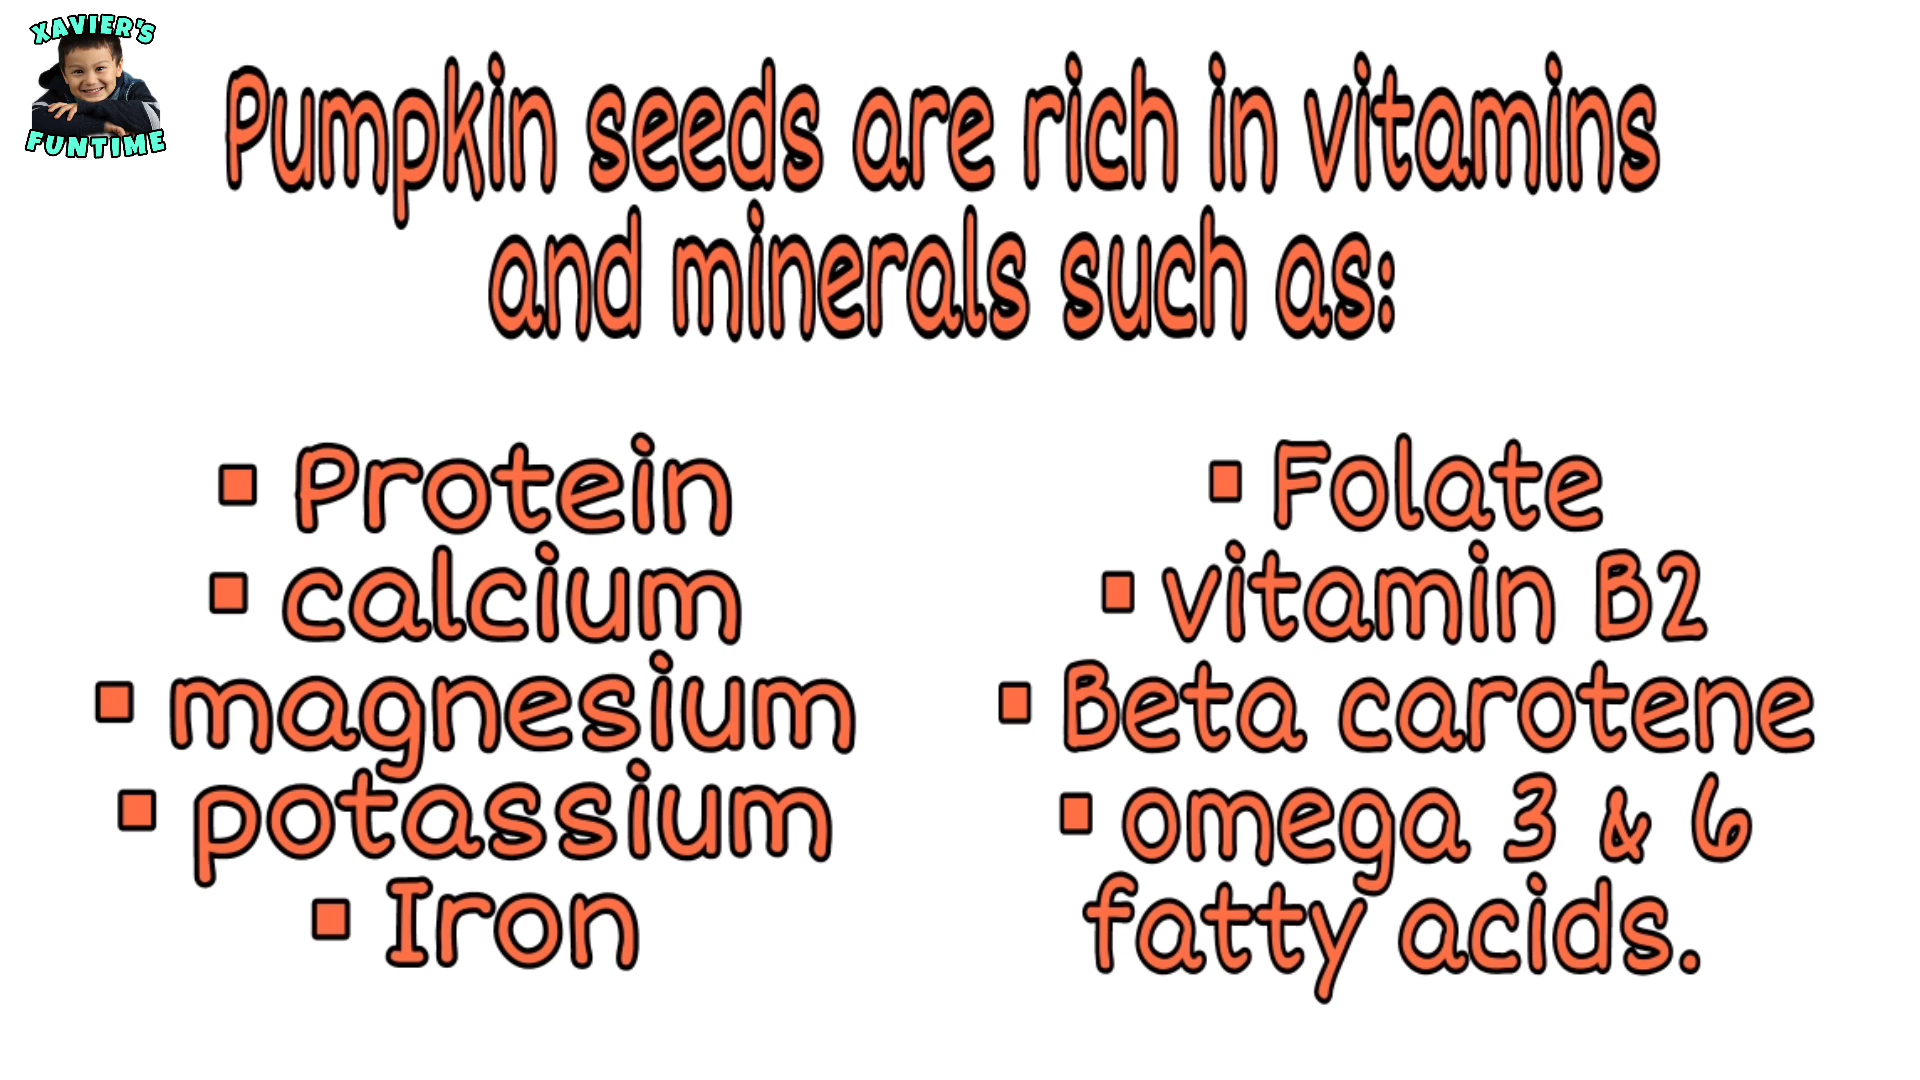 XAVIER'S
FUNTIME
Pumpkin seeds are rich in vitamins
and minerals such as:
▪ Protein
▪ calcium
▪ magnesium
▪ potassium
▪ Iron
▪ Folate
▪ vitamin B2
▪ Beta carotene
▪ omega 3 & 6
fatty acids.